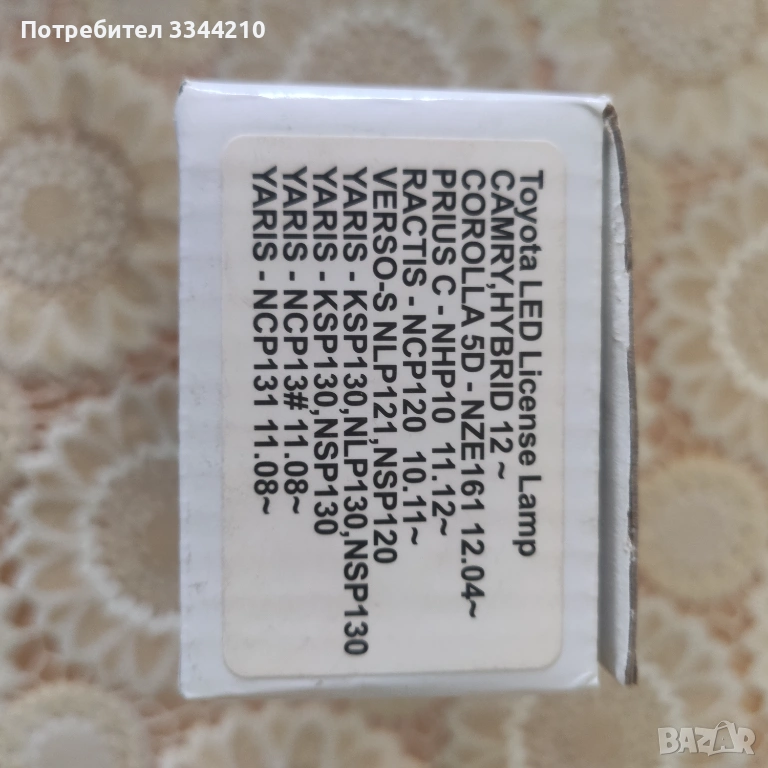 Потребител 3344210
Toyota LED License Lamp
CAMRY,HYBRID 12 ~
COROLLA 5D - NZE161 12.04~
PRIUS C - NHP10 11.12~
RACTIS - NCP120 10.11~
VERSO-S NLP121,NSP120
YARIS - KSP130,NLP130,NSP130
YARIS - KSP130,NSP130
YARIS - NCP13# 11.08~
YARIS - NCP131 11.08~
BAZAR